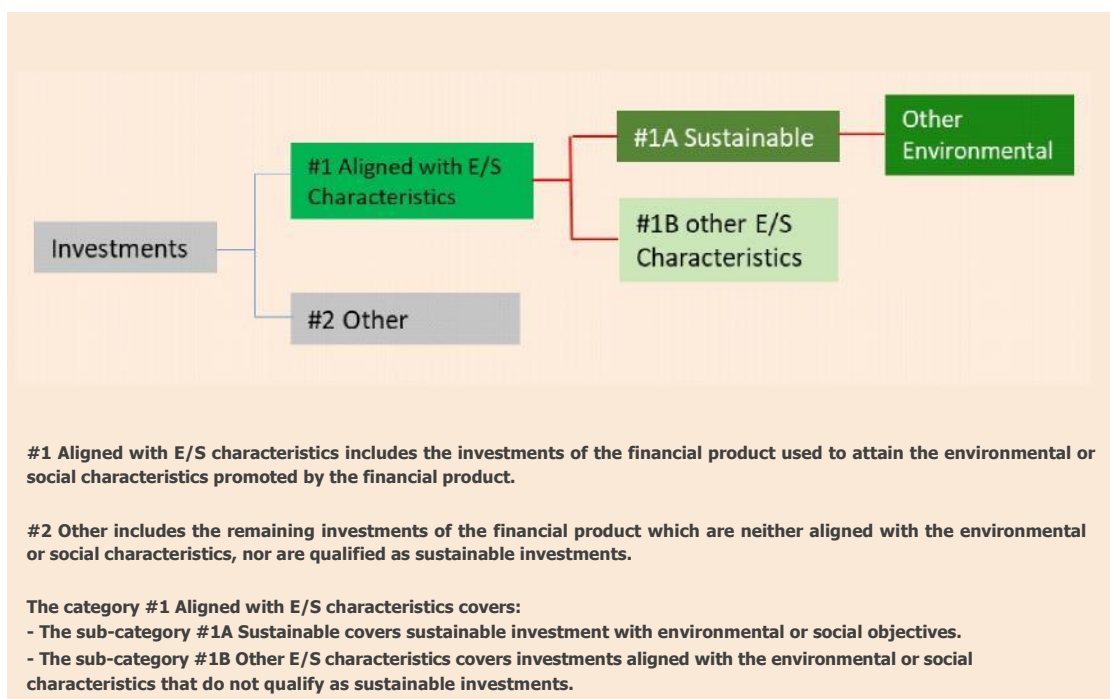 Investments
#1 Aligned with E/S
Characteristics
#2 Other
#1A Sustainable
#1B other E/S
Characteristics
Other
Environmental
#1 Aligned with E/S characteristics includes the investments of the financial product used to attain the environmental or
social characteristics promoted by the financial product.
#2 Other includes the remaining investments of the financial product which are neither aligned with the environmental
or social characteristics, nor are qualified as sustainable investments.
The category #1 Aligned with E/S characteristics covers:
- The sub-category #1A Sustainable covers sustainable investment with environmental or social objectives.
- The sub-category #1B Other E/S characteristics covers investments aligned with the environmental or social
characteristics that do not qualify as sustainable investments.